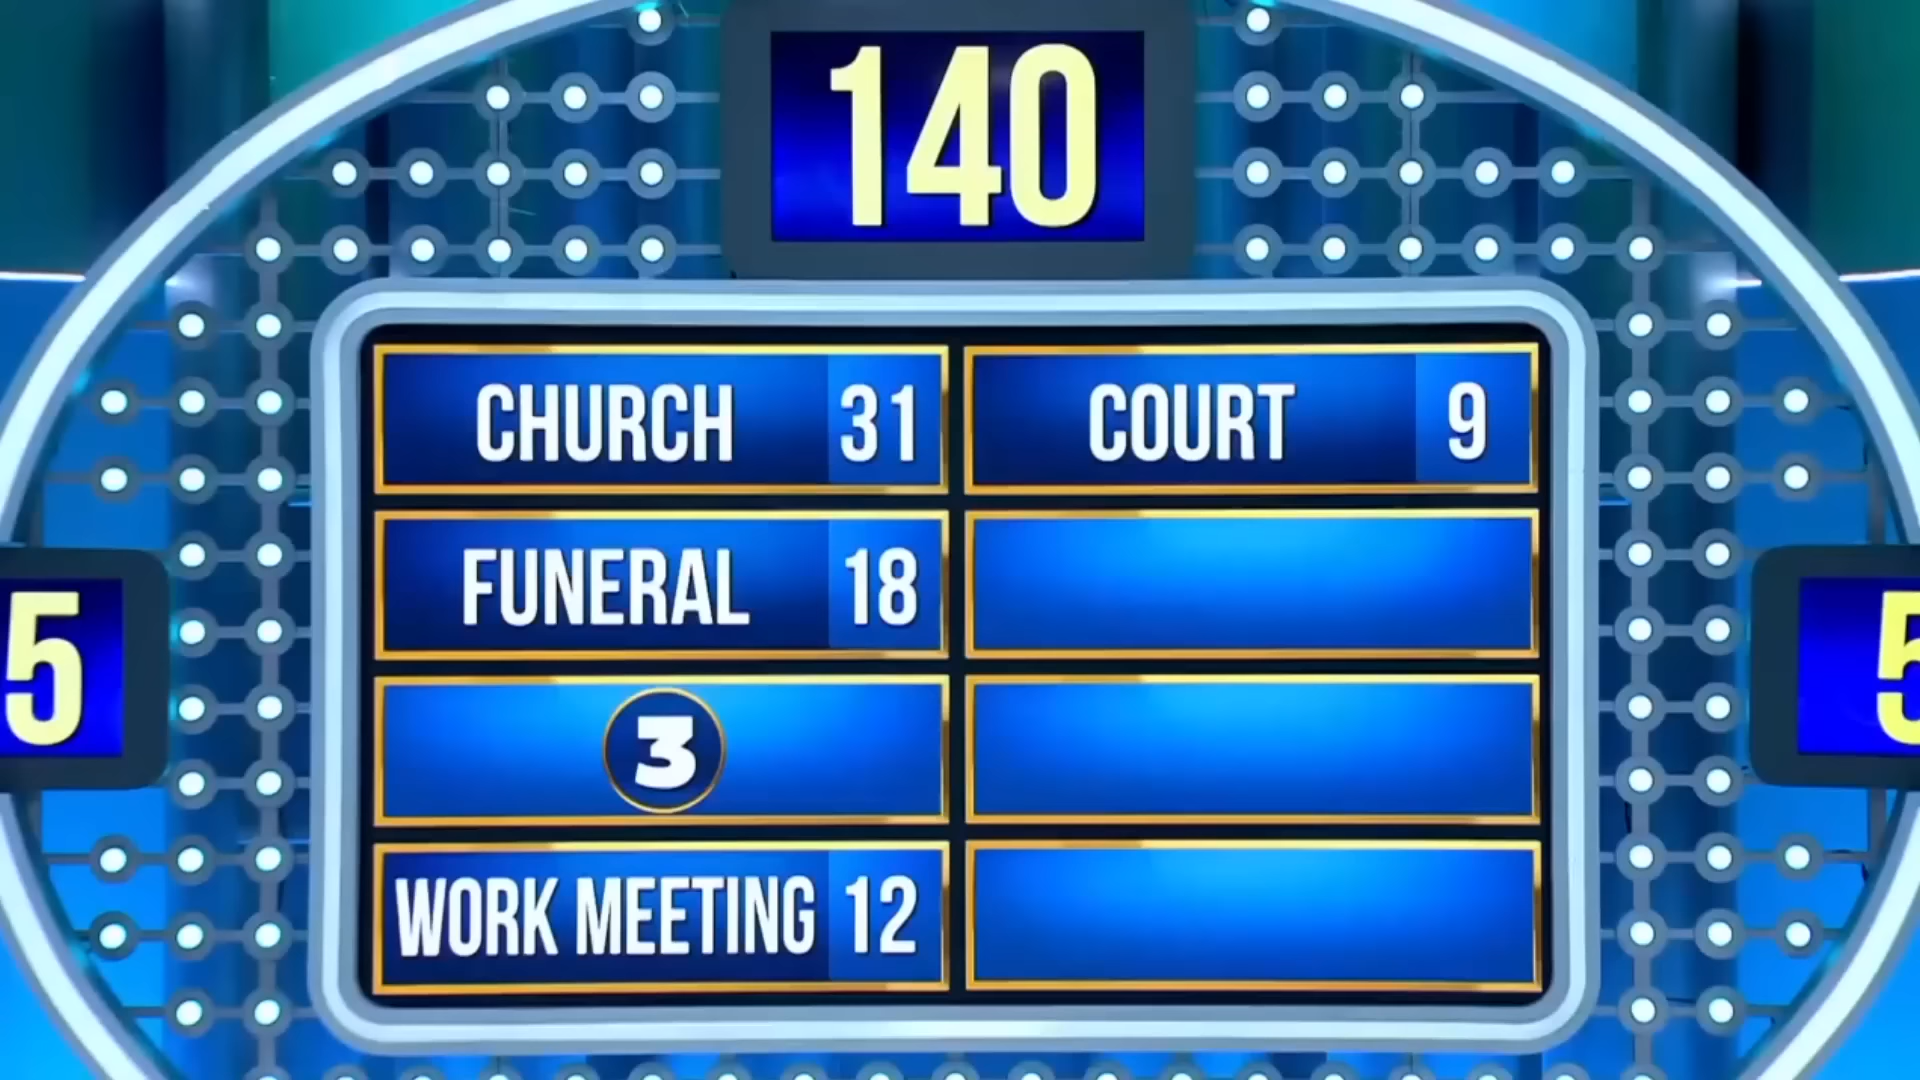 140
CHURCH 31
COURT 9
FUNERAL 18
3
WORK MEETING 12
5
5